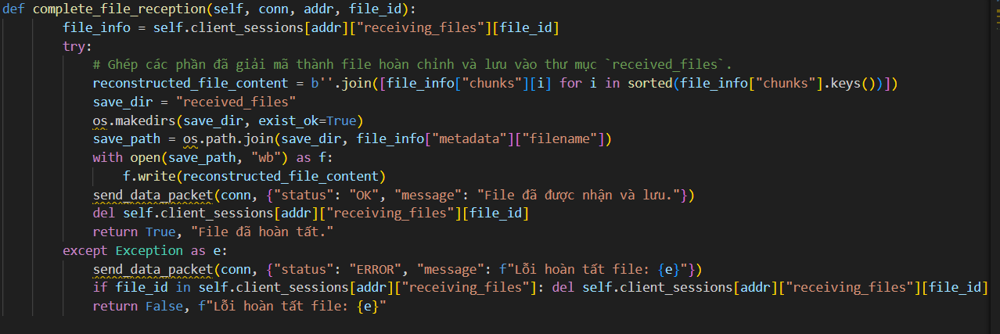 def complete_file_reception(self, conn, addr, file_id):
        file_info = self.client_sessions[addr]["receiving_files"][file_id]
        try:
            # Ghép các phần đã giải mã thành file hoàn chỉnh và lưu vào thư mục `received_files`.
            reconstructed_file_content = b''.join([file_info["chunks"][i] for i in sorted(file_info["chunks"].keys())])
            save_dir = "received_files"
            os.makedirs(save_dir, exist_ok=True)
            save_path = os.path.join(save_dir, file_info["metadata"]["filename"])
            with open(save_path, "wb") as f:
                f.write(reconstructed_file_content)
            send_data_packet(conn, {"status": "OK", "message": "File đã được nhận và lưu."})
            del self.client_sessions[addr]["receiving_files"][file_id]
            return True, "File đã hoàn tất."
        except Exception as e:
            send_data_packet(conn, {"status": "ERROR", "message": f"Lỗi hoàn tất file: {e}"})
            if file_id in self.client_sessions[addr]["receiving_files"]: del self.client_sessions[addr]["receiving_files"][file_id]
            return False, f"Lỗi hoàn tất file: {e}"